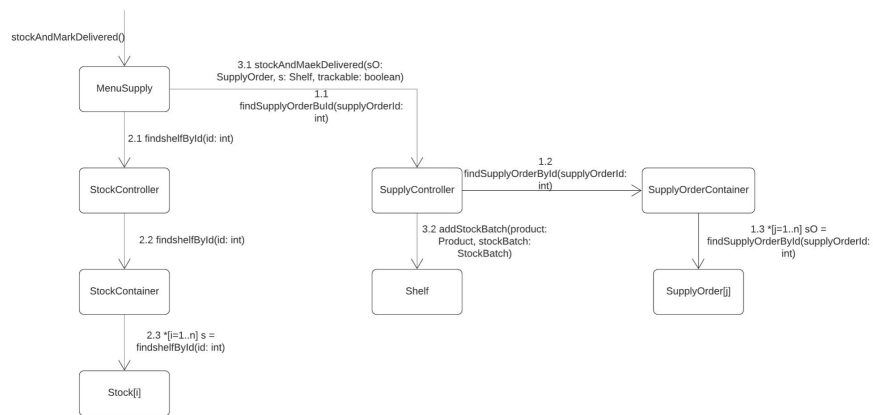 stockAndMarkDelivered()
3.1 stockAndMaekDelivered(sO:
SupplyOrder, s: Shelf, trackable: boolean)
MenuSupply
1.1
findSupplyOrderBuId(supplyOrderId:
int)
2.1 findshelfById(id: int)
1.2
findSupplyOrderById(supplyOrderId:
int)
StockController
SupplyController
SupplyOrderContainer
2.2 findshelfById(id: int)
3.2 addStockBatch(product:
Product, stockBatch:
StockBatch)
1.3 *[j=1..n] sO =
findSupplyOrderById(supplyOrderId:
int)
StockContainer
Shelf
SupplyOrder[j]
2.3 *[i=1..n] s =
findshelfById(id: int)
Stock[i]